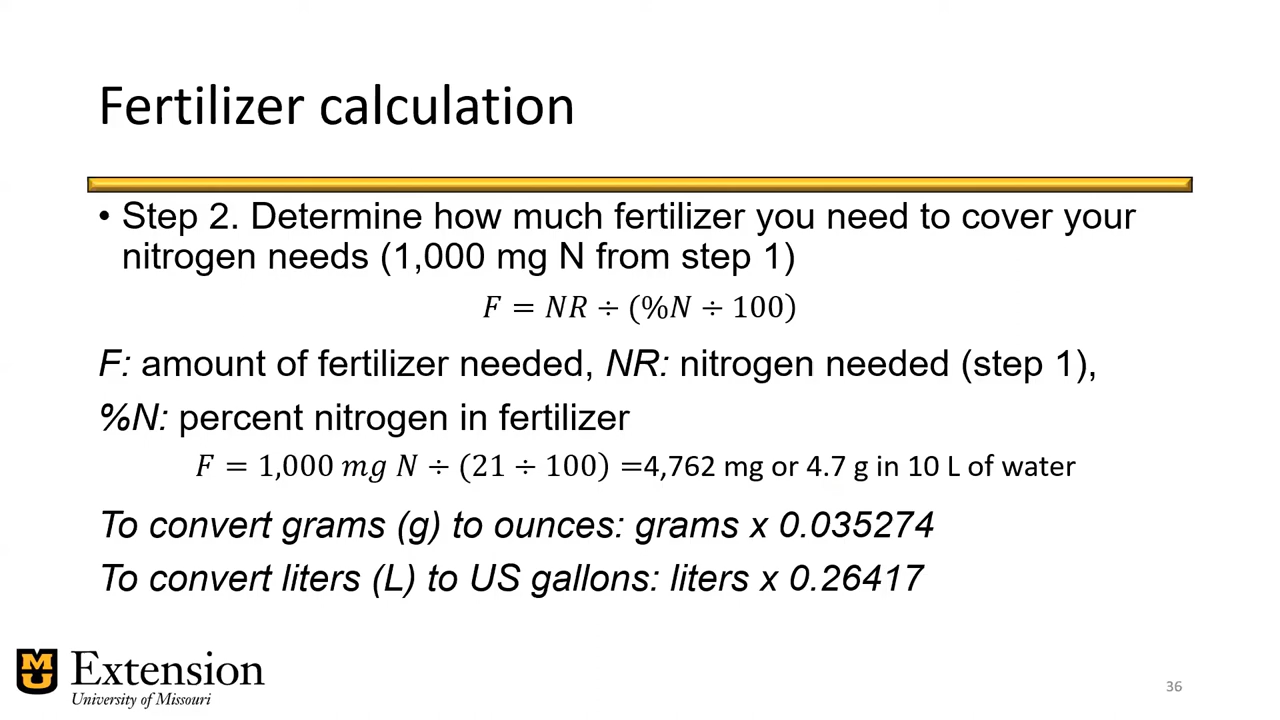 Fertilizer calculation
• Step 2. Determine how much fertilizer you need to cover your
nitrogen needs (1,000 mg N from step 1)
F = NR ÷ (%N ÷ 100)
F: amount of fertilizer needed, NR: nitrogen needed (step 1),
%N: percent nitrogen in fertilizer
F = 1,000 mg N ÷ (21 ÷ 100) =4,762 mg or 4.7 g in 10 L of water
To convert grams (g) to ounces: grams x 0.035274
To convert liters (L) to US gallons: liters x 0.26417
MU Extension
University of Missouri
36